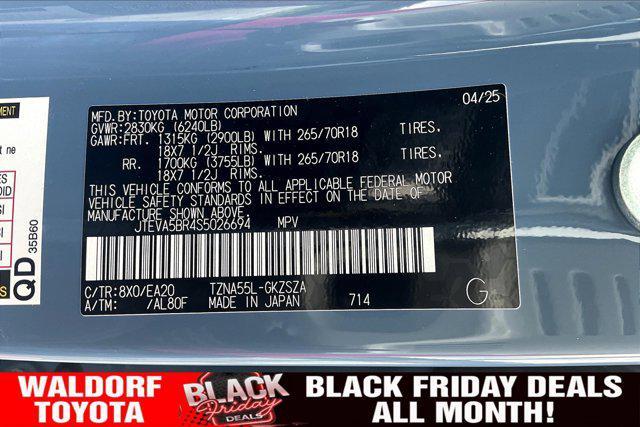 MFD.BY:TOYOTA MOTOR CORPORATION 04/25
GVWR:2830KG (6240LB)
GAWR:FRT. 1315KG (2900LB) WITH 265/70R18 TIRES.
18X7 1/2J RIMS.
RR. 1700KG (3755LB) WITH 265/70R18 TIRES.
18X7 1/2J RIMS.
THIS VEHICLE CONFORMS TO ALL APPLICABLE FEDERAL MOTOR
VEHICLE SAFETY STANDARDS IN EFFECT ON THE DATE OF
MANUFACTURE SHOWN ABOVE.
JTEVA5BR4S5026694 MPV
C/TR:8X0/EA20 TZNA55L-GKZSZA
A/TM: /AL80F MADE IN JAPAN 714 G
QD 35B60
WALDORF
TOYOTA
BLACK
Friday
DEALS
BLACK FRIDAY DEALS
ALL MONTH!